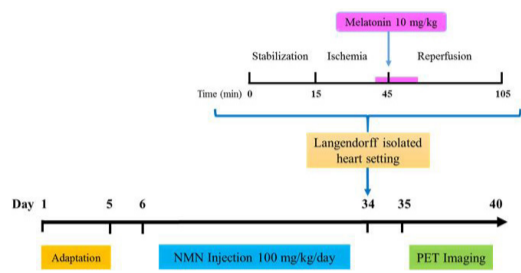 Melatonin 10 mg/kg
Stabilization Ischemia Reperfusion
Time (min) 0 15 45 105
Langendorff isolated
heart setting
Day 1 5 6 34 35 40
Adaptation NMN Injection 100 mg/kg/day PET Imaging